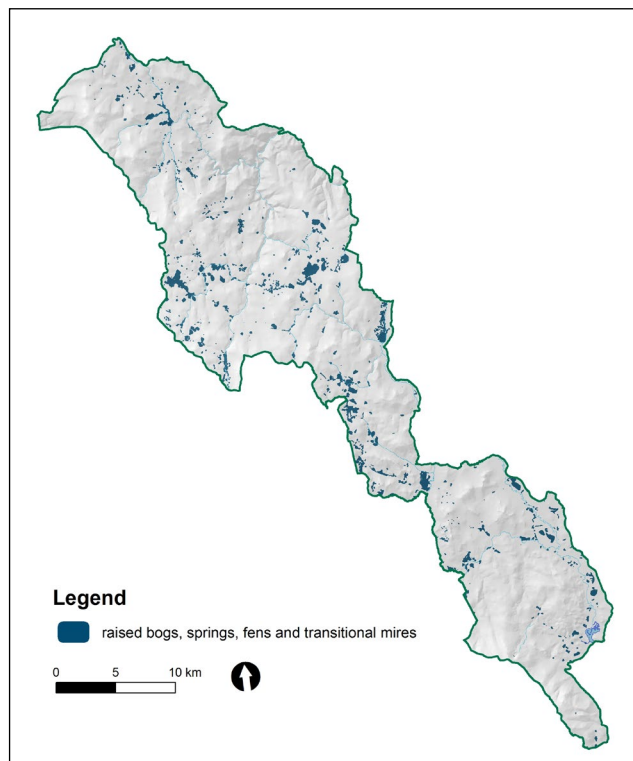 Legend
raised bogs, springs, fens and transitional mires
0 5 10 km